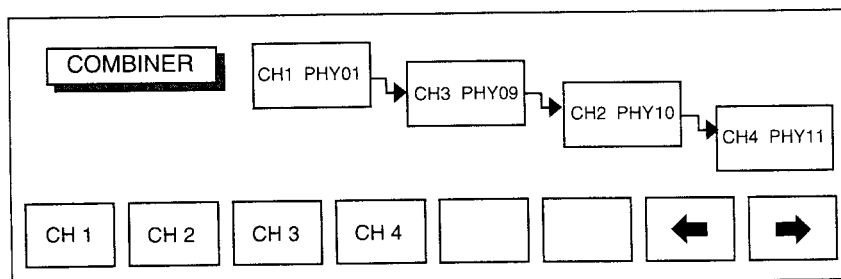 COMBINER
CH1 PHY01
CH3 PHY09
CH2 PHY10
CH4 PHY11
CH 1
CH 2
CH 3
CH 4